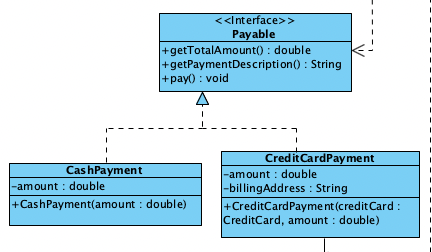 <<Interface>>
Payable
+getTotalAmount() : double
+getPaymentDescription() : String
+pay() : void
CashPayment
-amount : double
+CashPayment(amount : double)
CreditCardPayment
-amount : double
-billingAddress : String
+CreditCardPayment(creditCard :
CreditCard, amount : double)